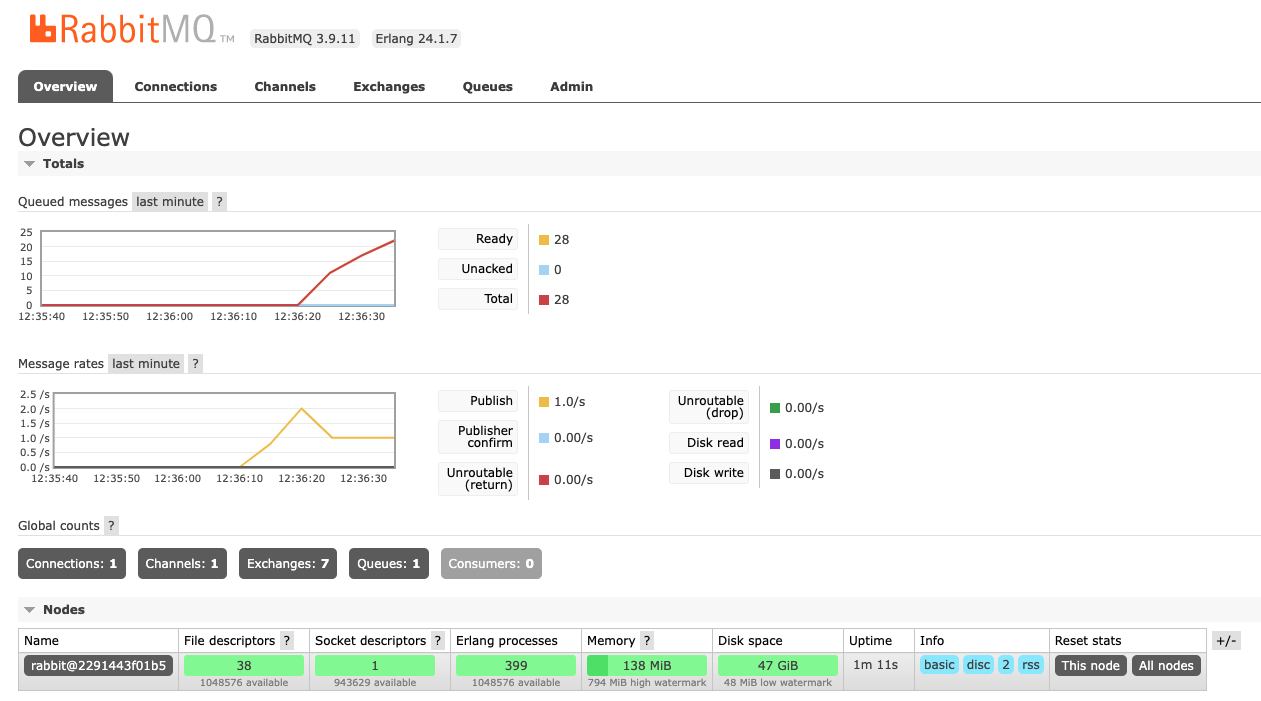 RabbitMQ TM RabbitMQ 3.9.11 Erlang 24.1.7
Overview Connections Channels Exchanges Queues Admin
Overview
Totals
Queued messages last minute ?
25
20
15
10
5
0
12:35:40 12:35:50 12:36:00 12:36:10 12:36:20 12:36:30
Ready 28
Unacked 0
Total 28
Message rates last minute ?
2.5 /s
2.0 /s
1.5 /s
1.0 /s
0.5 /s
0.0 /s
12:35:40 12:35:50 12:36:00 12:36:10 12:36:20 12:36:30
Publish 1.0/s
Publisher
confirm 0.00/s
Unroutable
(return) 0.00/s
Unroutable
(drop) 0.00/s
Disk read 0.00/s
Disk write 0.00/s
Global counts ?
Connections: 1 Channels: 1 Exchanges: 7 Queues: 1 Consumers: 0
Nodes
Name File descriptors ? Socket descriptors ? Erlang processes Memory ? Disk space Uptime Info Reset stats +/-
rabbit@2291443f01b5 38 1 399 138 MiB 47 GiB 1m 11s basic disc 2 rss This node All nodes
1048576 available 943629 available 1048576 available 794 MiB high watermark 48 MiB low watermark